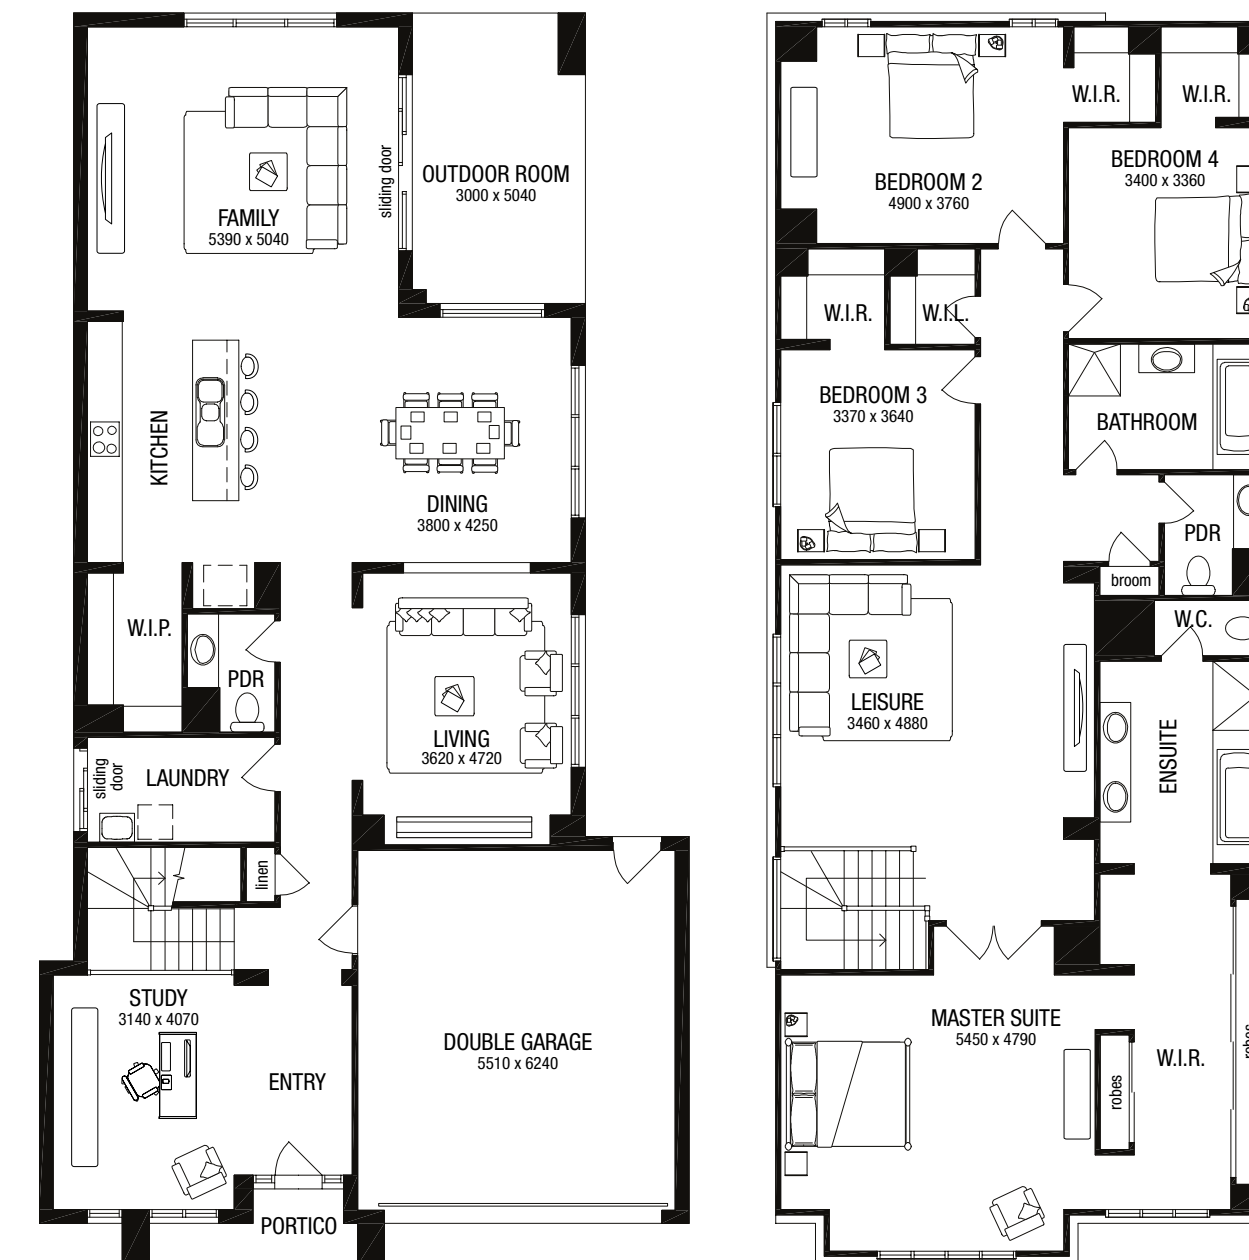 OUTDOOR ROOM
3000 x 5040
sliding door
FAMILY
5390 x 5040
KITCHEN
DINING
3800 x 4250
W.I.P.
PDR
LIVING
3620 x 4720
sliding
door
LAUNDRY
linen
STUDY
3140 x 4070
ENTRY
DOUBLE GARAGE
5510 x 6240
PORTICO
W.I.R.
W.I.R.
BEDROOM 4
3400 x 3360
BEDROOM 2
4900 x 3760
W.I.R.
W.I.L.
BEDROOM 3
3370 x 3640
BATHROOM
PDR
broom
W.C.
LEISURE
3460 x 4880
ENSUITE
MASTER SUITE
5450 x 4790
W.I.R.
robes
robes